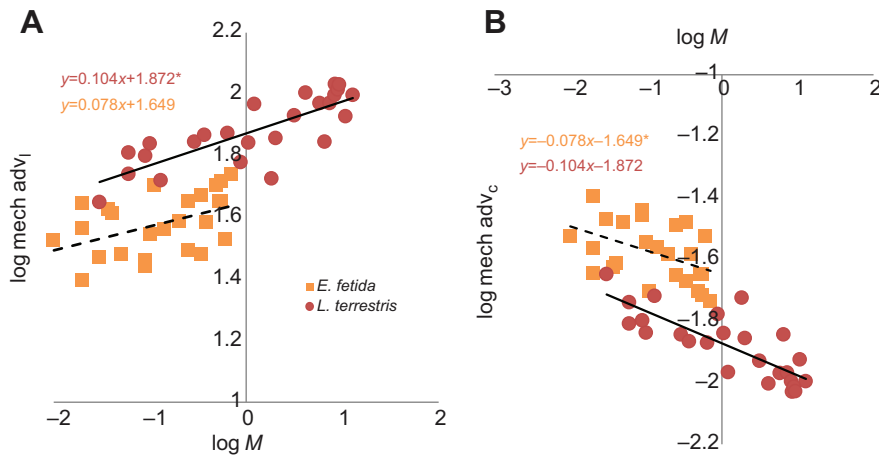 A
2.2
y=0.104x+1.872*
y=0.078x+1.649
2
1.8
1.6
1.4
1.2
1
log mech advl
E. fetida
L. terrestris
–2
–1
0
1
2
log M
B
log M
–3
–2
–1
0
1
2
–1
–1.2
y=–0.078x–1.649*
y=–0.104x–1.872
–1.4
–1.6
–1.8
–2
–2.2
log mech advc